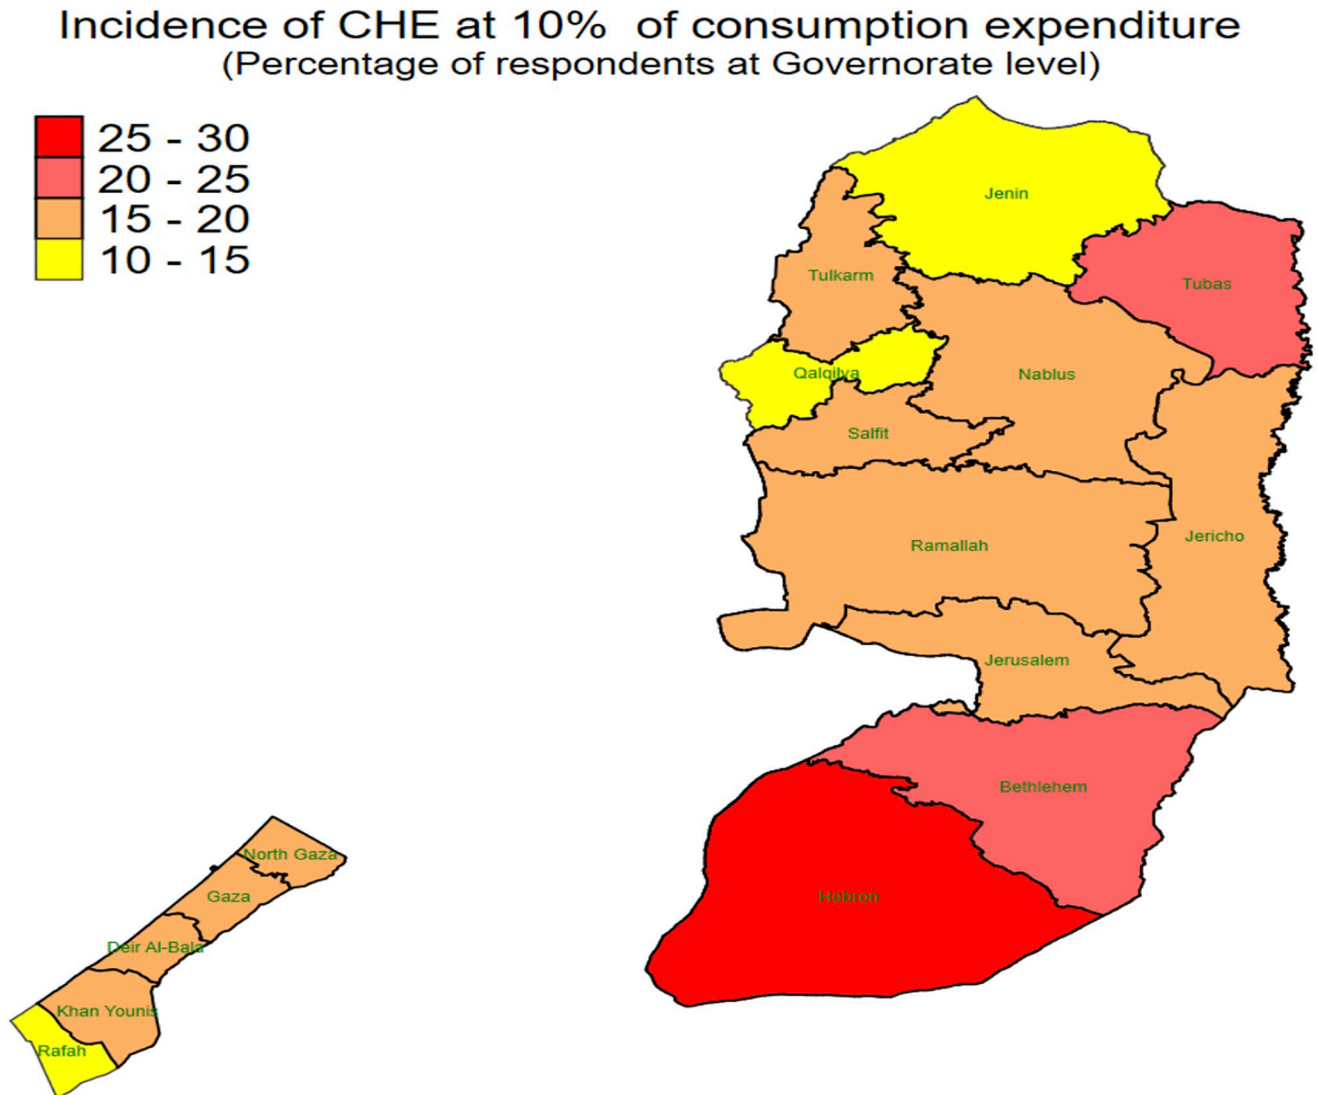 Incidence of CHE at 10% of consumption expenditure
(Percentage of respondents at Governorate level)
25 - 30
20 - 25
15 - 20
10 - 15
Jenin
Tulkarm
Tubas
Qalqilya
Nablus
Salfit
Jericho
Ramallah
Jerusalem
Bethlehem
North Gaza
Gaza
Hebron
Deir Al-Bala
Khan Younis
Rafah